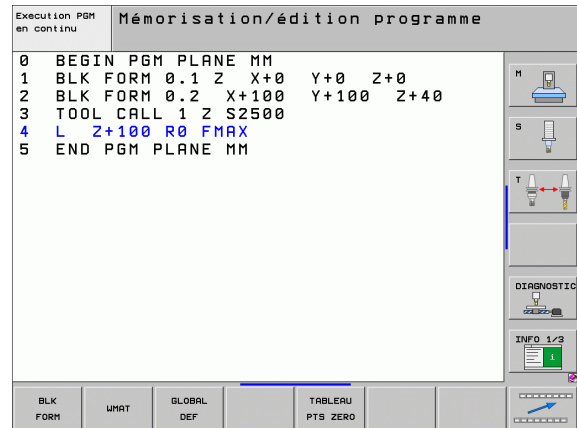 Execution PGM
en continu
Mémorisation/édition programme
0 BEGIN PGM PLANE MM
1 BLK FORM 0.1 Z X+0 Y+0 Z+0
2 BLK FORM 0.2 X+100 Y+100 Z+40
3 TOOL CALL 1 Z S2500
4 L Z+100 R0 FMAX
5 END PGM PLANE MM
M
S
T
DIAGNOSTIC
INFO 1/3
i
BLK
FORM
WMAT
GLOBAL
DEF
TABLEAU
PTS ZERO